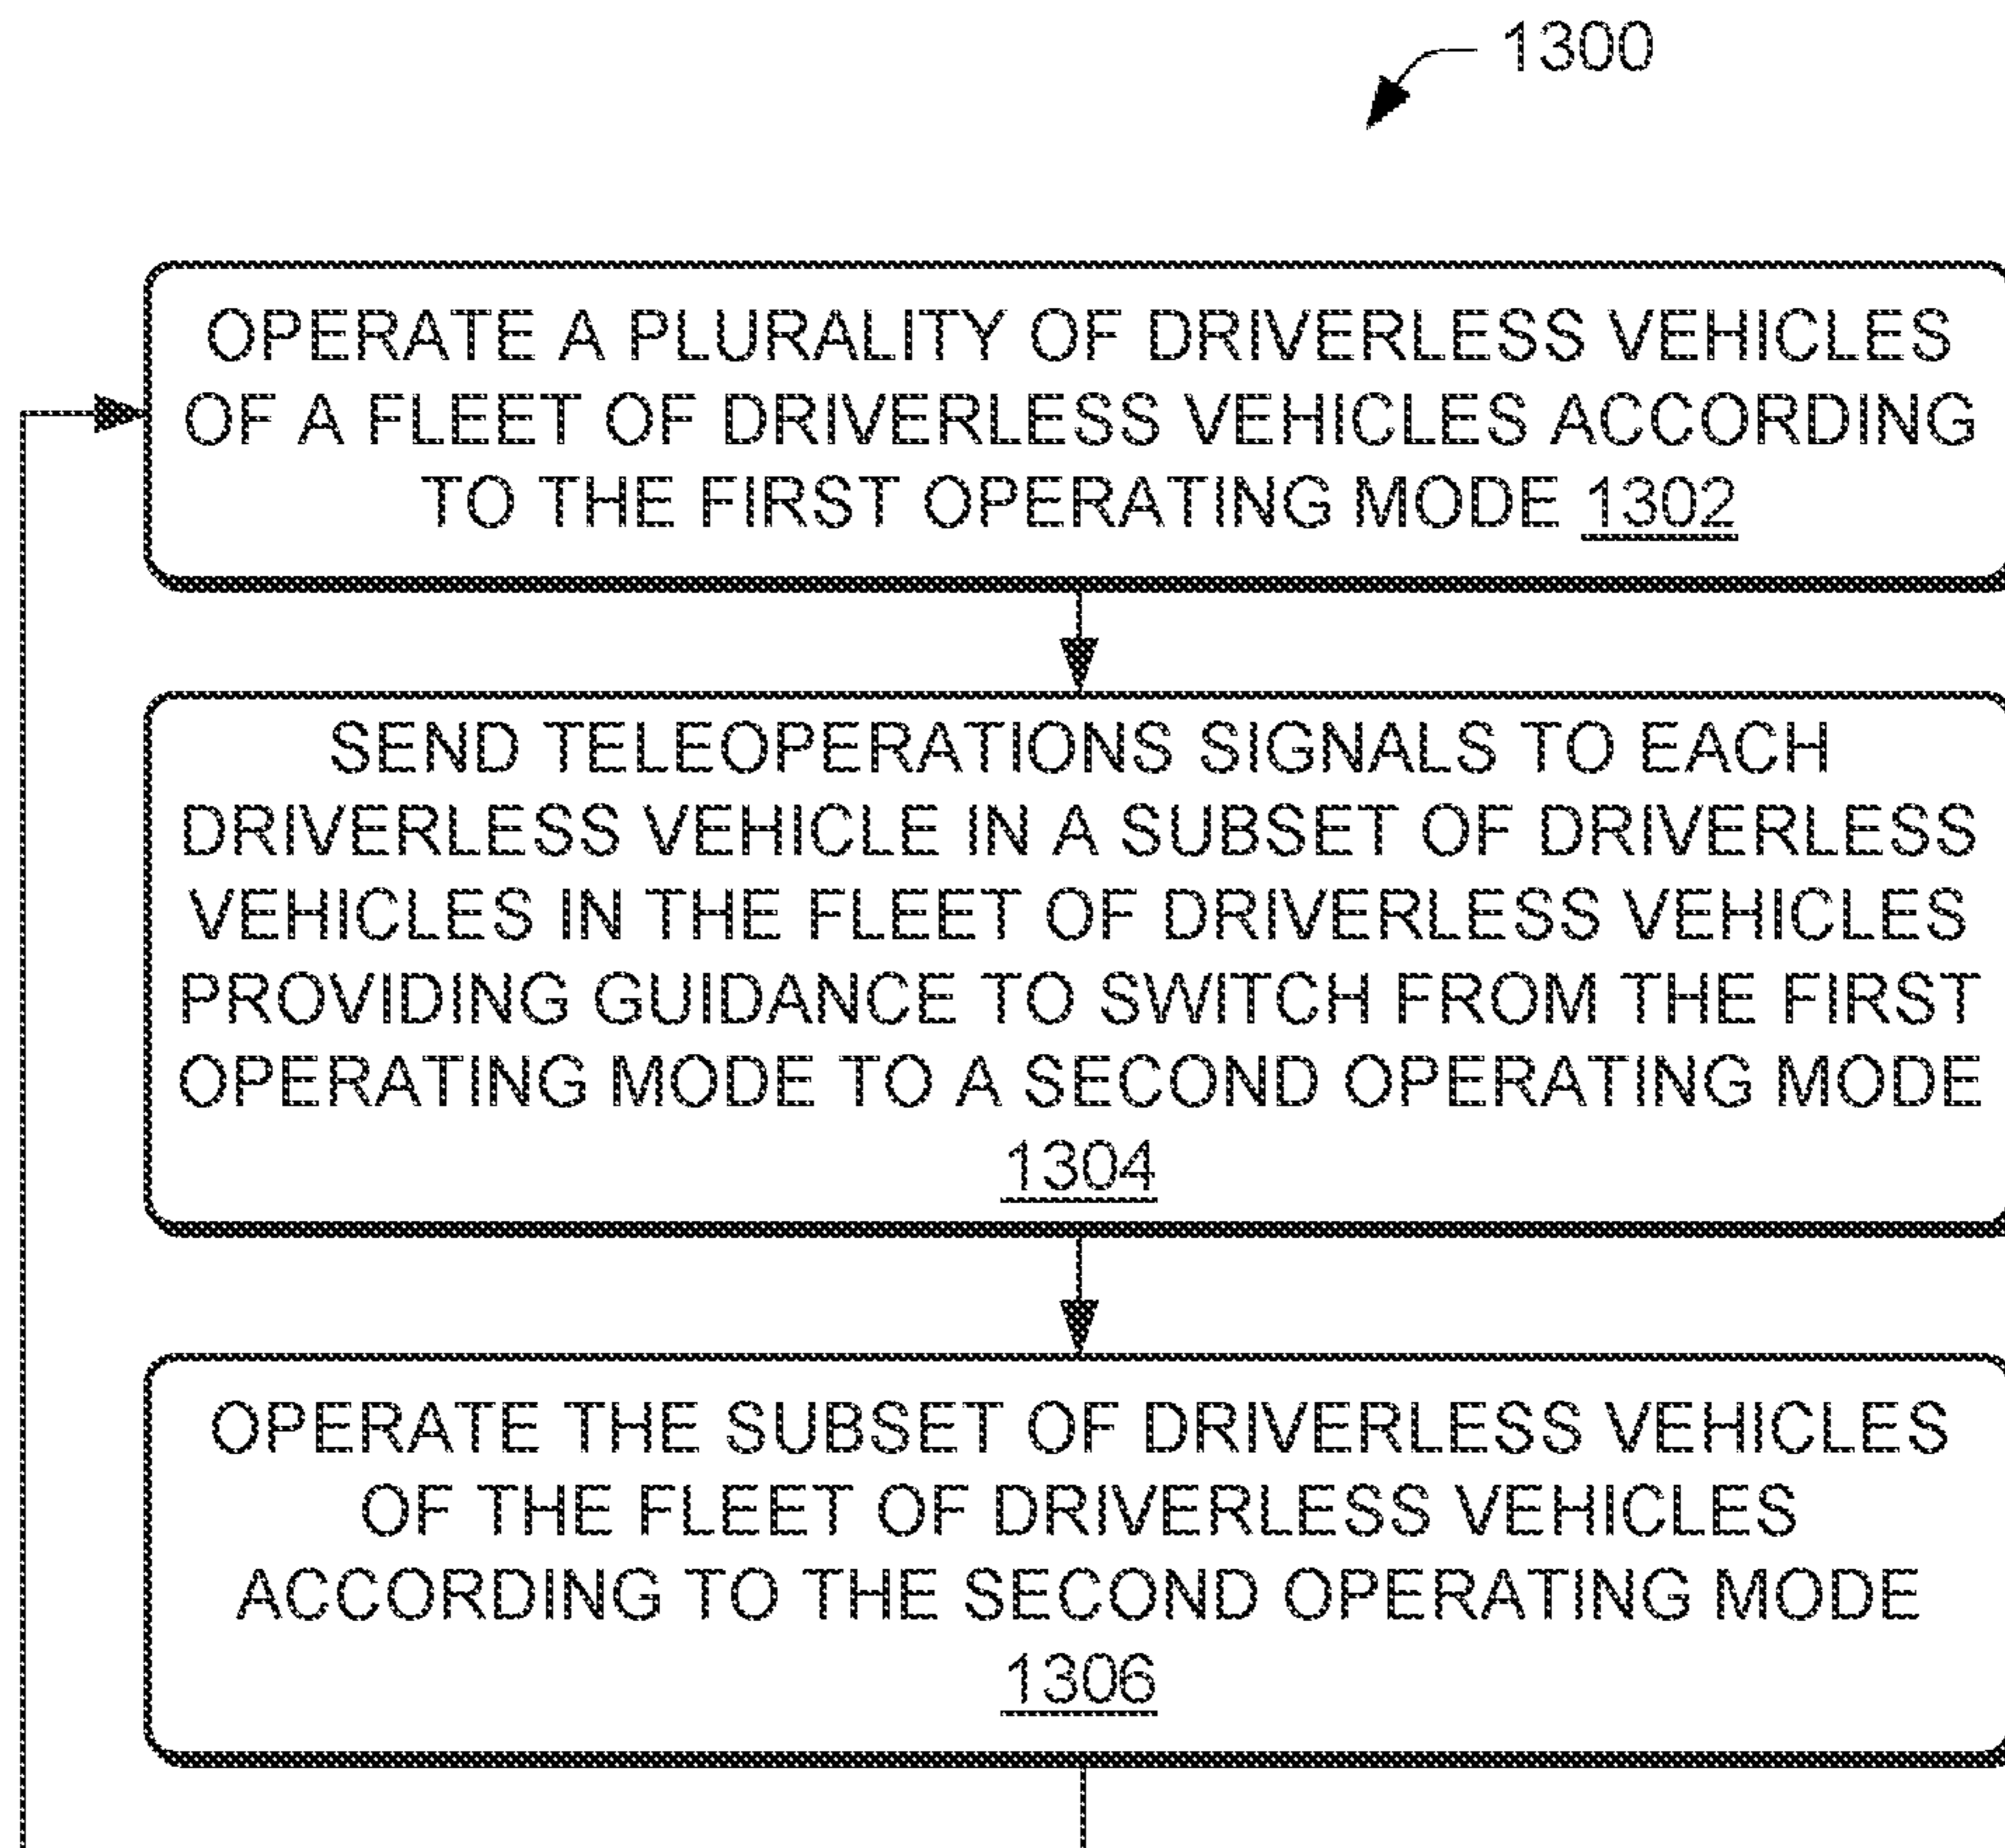 1300
OPERATE A PLURALITY OF DRIVERLESS VEHICLES
OF A FLEET OF DRIVERLESS VEHICLES ACCORDING
TO THE FIRST OPERATING MODE 1302
SEND TELEOPERATIONS SIGNALS TO EACH
DRIVERLESS VEHICLE IN A SUBSET OF DRIVERLESS
VEHICLES IN THE FLEET OF DRIVERLESS VEHICLES
PROVIDING GUIDANCE TO SWITCH FROM THE FIRST
OPERATING MODE TO A SECOND OPERATING MODE
1304
OPERATE THE SUBSET OF DRIVERLESS VEHICLES
OF THE FLEET OF DRIVERLESS VEHICLES
ACCORDING TO THE SECOND OPERATING MODE
1306